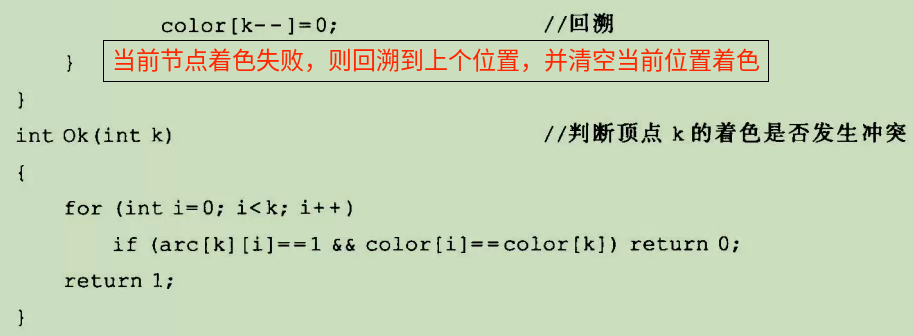 color[k--]=0; //回溯
} 当前节点着色失败，则回溯到上个位置，并清空当前位置着色
}
int Ok(int k) //判断顶点 k 的着色是否发生冲突
{
for (int i=0; i<k; i++)
if (arc[k][i]==1 && color[i]==color[k]) return 0;
return 1;
}